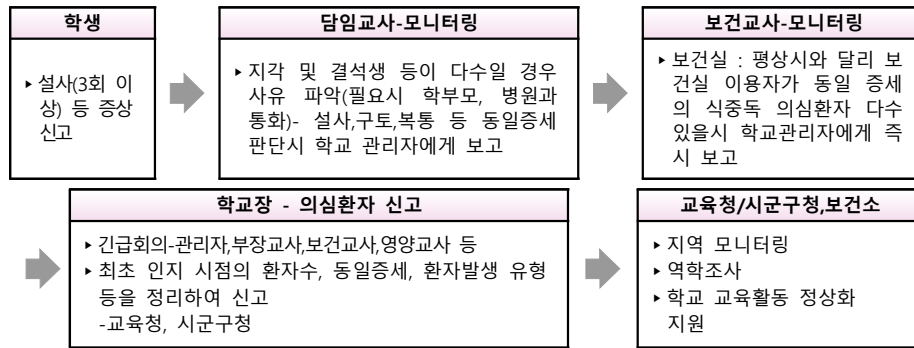 학생
▸설사(3회 이
상) 등 증상
신고
담임교사-모니터링
▸지각 및 결석생 등이 다수일 경우
사유 파악(필요시 학부모, 병원과
통화)- 설사,구토,복통 등 동일증세
판단시 학교 관리자에게 보고
보건교사-모니터링
▸보건실 : 평상시와 달리 보
건실 이용자가 동일 증세
의 식중독 의심환자 다수
있을시 학교관리자에게 즉
시 보고
학교장 - 의심환자 신고
▸긴급회의-관리자,부장교사,보건교사,영양교사 등
▸최초 인지 시점의 환자수, 동일증세, 환자발생 유형
등을 정리하여 신고
-교육청, 시군구청
교육청/시군구청,보건소
▸지역 모니터링
▸역학조사
▸학교 교육활동 정상화
지원